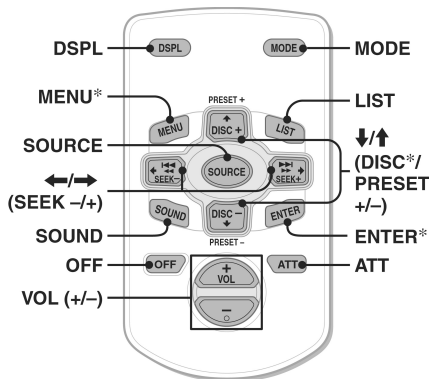 DSPL
DSPL
MODE
MODE
MENU*
MENU
PRESET +
DISC +
LIST
LIST
SOURCE
SOURCE
←/→
(SEEK –/+)
SEEK–
SEEK+
↓/↑
(DISC*/
PRESET
+/–)
SOUND
SOUND
DISC –
PRESET –
ENTER
ENTER*
OFF
OFF
ATT
ATT
VOL (+/–)
+
VOL
–